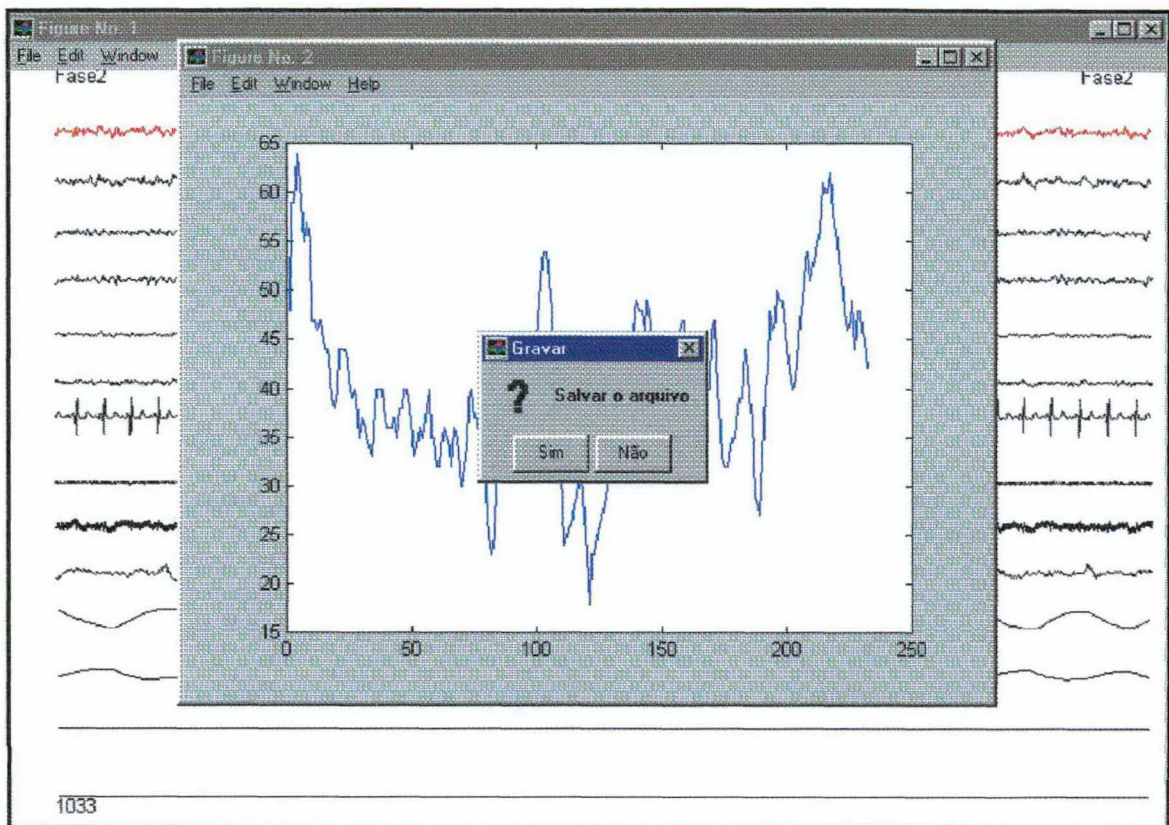 Figure No. 1
File Edit Window
Fase2
Fase2
Figure No. 2
File Edit Window Help
65
60
55
50
45
40
35
30
25
20
15
0 50 100 150 200 250
Gravar
? Salvar o arquivo
Sim Não
1033